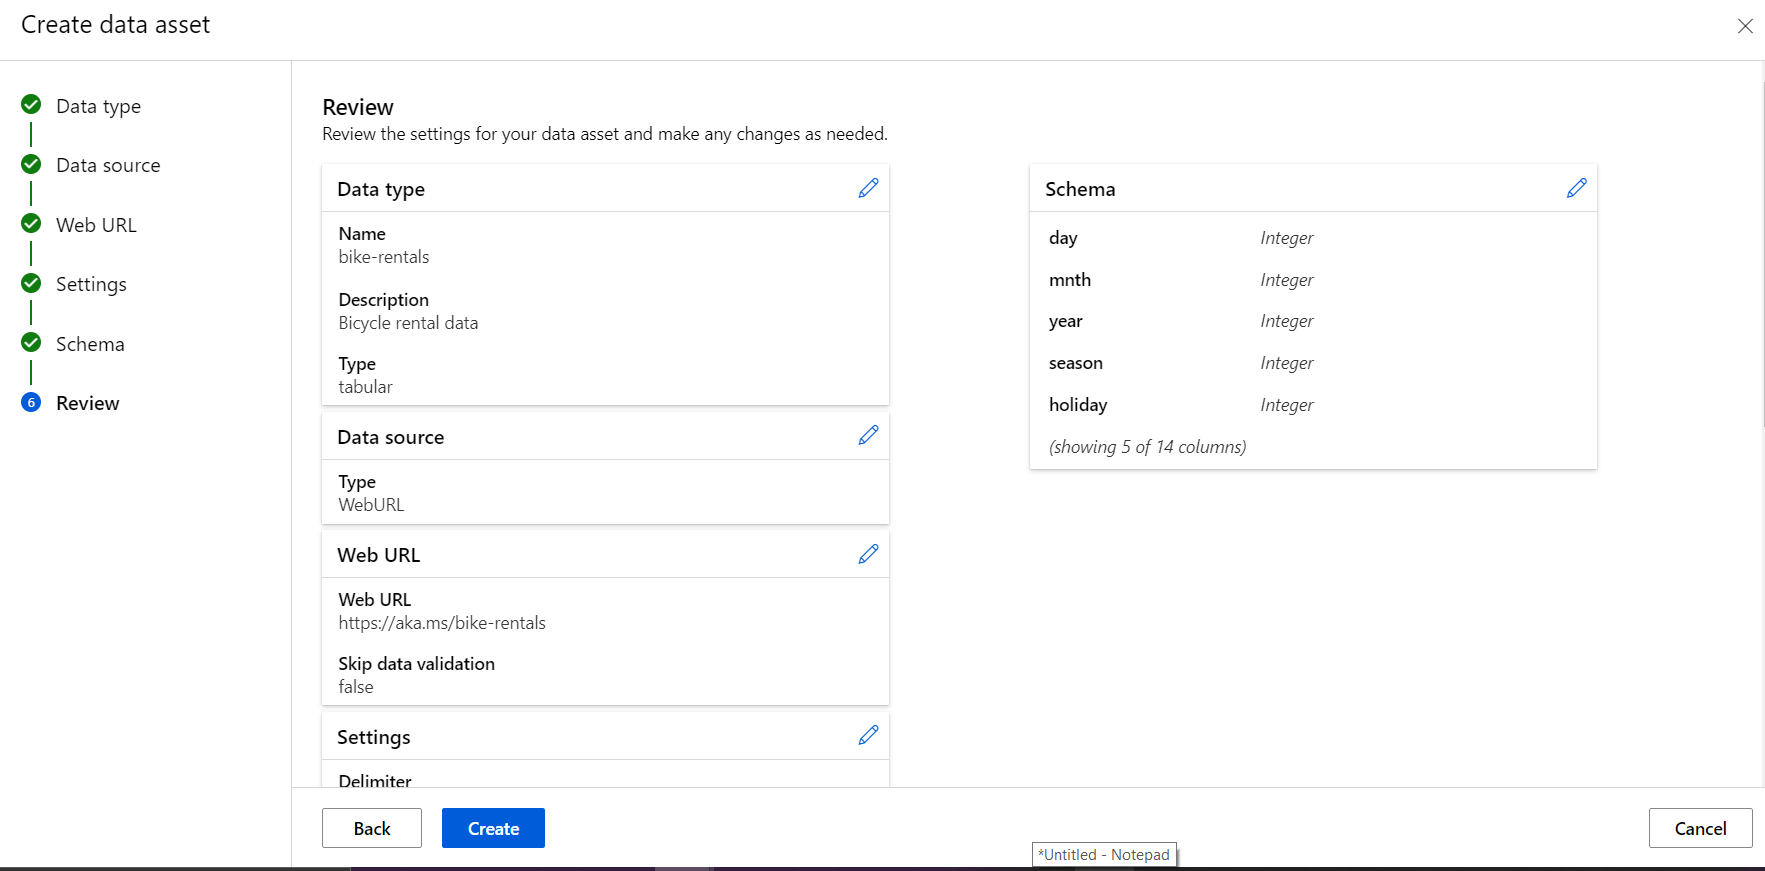 Create data asset
Data type
Data source
Web URL
Settings
Schema
6 Review
Review
Review the settings for your data asset and make any changes as needed.
Data type
Name
bike-rentals
Description
Bicycle rental data
Type
tabular
Data source
Type
WebURL
Web URL
Web URL
https://aka.ms/bike-rentals
Skip data validation
false
Settings
Delimiter
Schema
day Integer
mnth Integer
year Integer
season Integer
holiday Integer
(showing 5 of 14 columns)
Back
Create
Cancel
*Untitled - Notepad